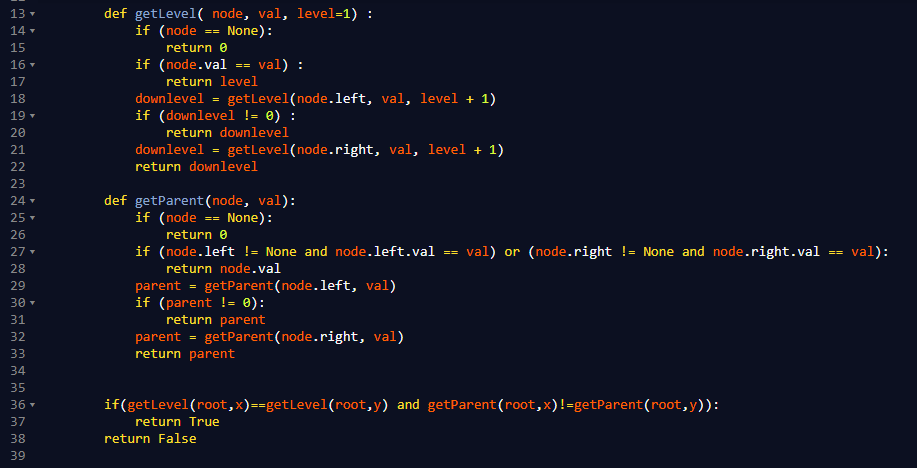 13 def getLevel( node, val, level=1) :
14 if (node == None):
15 return 0
16 if (node.val == val) :
17 return level
18 downlevel = getLevel(node.left, val, level + 1)
19 if (downlevel != 0) :
20 return downlevel
21 downlevel = getLevel(node.right, val, level + 1)
22 return downlevel
23
24 def getParent(node, val):
25 if (node == None):
26 return 0
27 if (node.left != None and node.left.val == val) or (node.right != None and node.right.val == val):
28 return node.val
29 parent = getParent(node.left, val)
30 if (parent != 0):
31 return parent
32 parent = getParent(node.right, val)
33 return parent
34
35
36 if(getLevel(root,x)==getLevel(root,y) and getParent(root,x)!=getParent(root,y)):
37 return True
38 return False
39